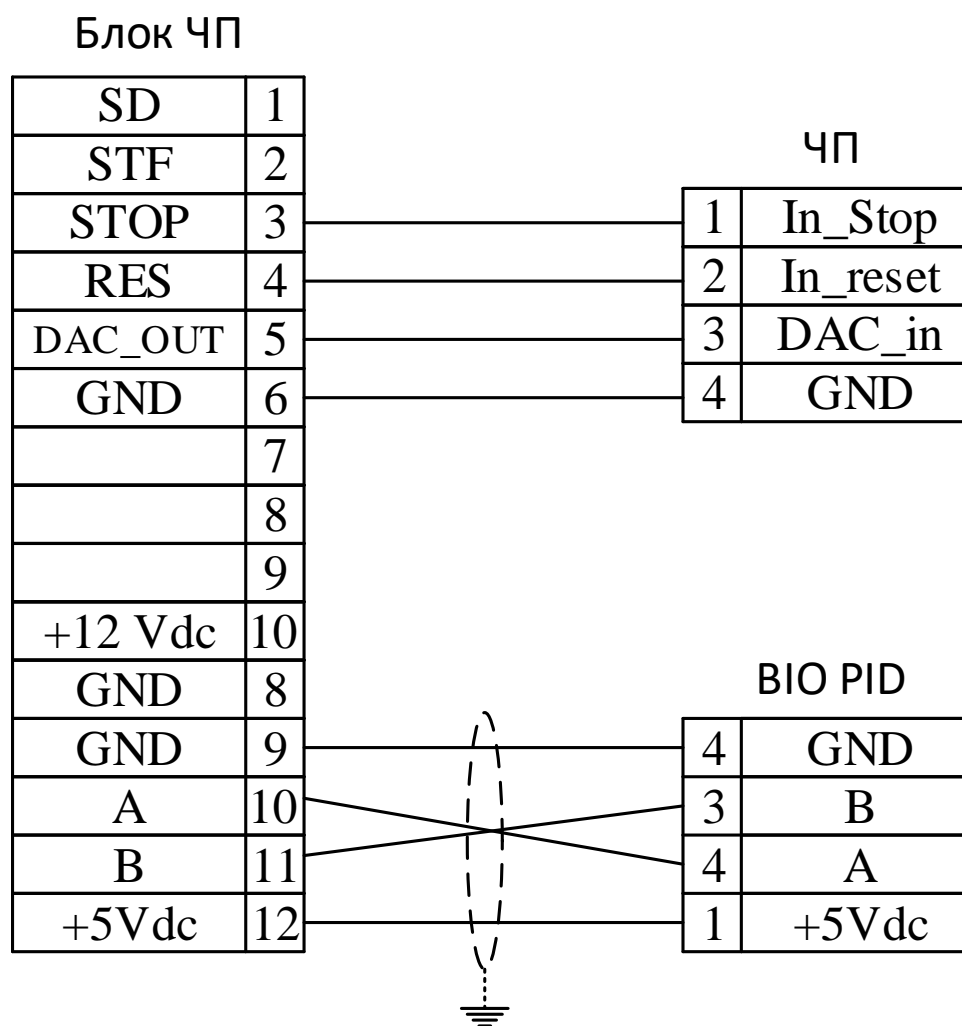 Блок ЧП
SD 1
STF 2
STOP 3
RES 4
DAC_OUT 5
GND 6
7
8
9
+12 Vdc 10
GND 8
GND 9
A 10
B 11
+5Vdc 12
ЧП
1 In_Stop
2 In_reset
3 DAC_in
4 GND
BIO PID
4 GND
3 B
4 A
1 +5Vdc